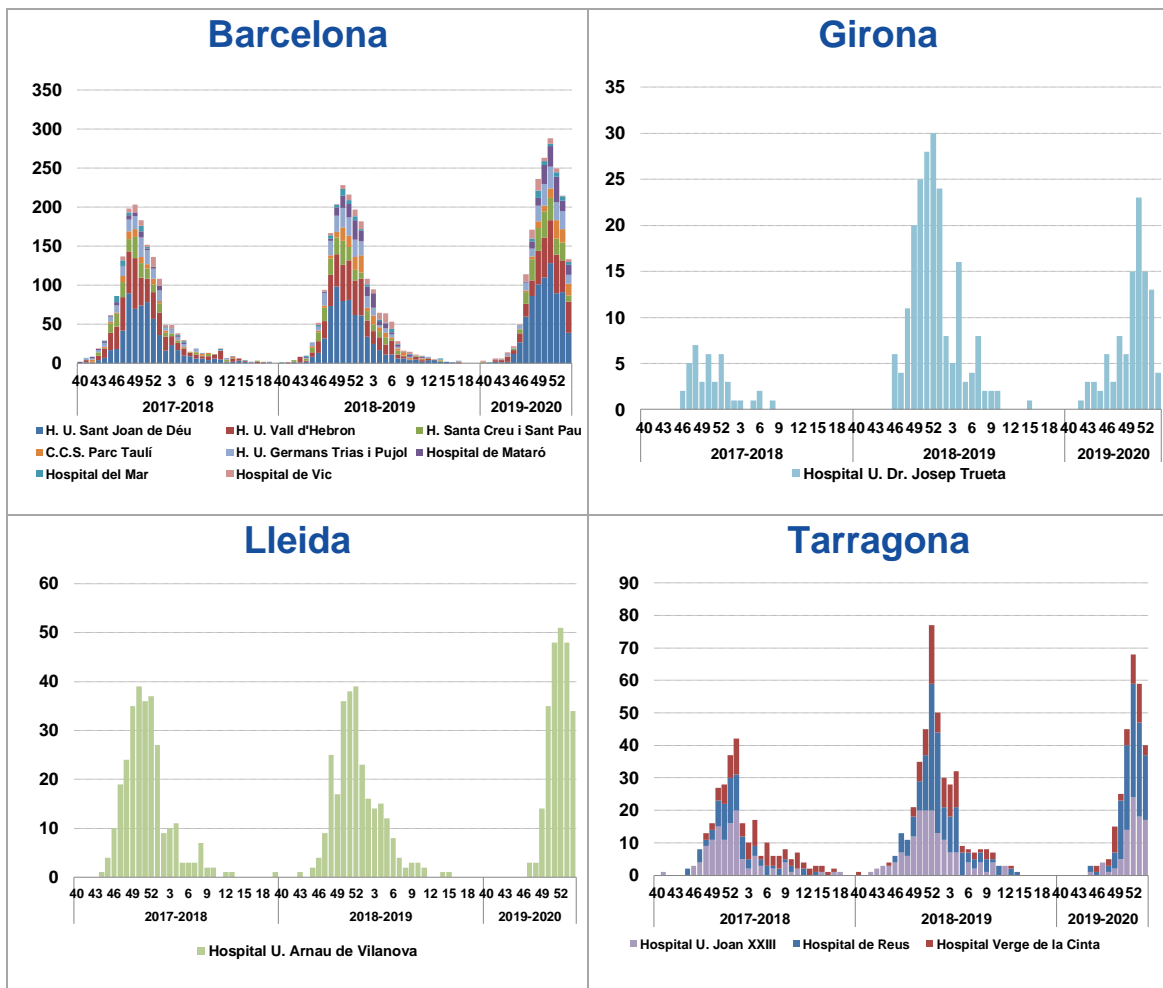 Barcelona
350
300
250
200
150
100
50
0
40 43 46 49 52 3 6 9 12 15 18 40 43 46 49 52 3 6 9 12 15 18 40 43 46 49 52
2017-2018 2018-2019 2019-2020
H. U. Sant Joan de Déu H. U. Vall d'Hebron H. Santa Creu i Sant Pau
C.C.S. Parc Taulí H. U. Germans Trias i Pujol Hospital de Mataró
Hospital del Mar Hospital de Vic
Girona
35
30
25
20
15
10
5
0
40 43 46 49 52 3 6 9 12 15 18 40 43 46 49 52 3 6 9 12 15 18 40 43 46 49 52
2017-2018 2018-2019 2019-2020
Hospital U. Dr. Josep Trueta
Lleida
60
50
40
30
20
10
0
40 43 46 49 52 3 6 9 12 15 18 40 43 46 49 52 3 6 9 12 15 18 40 43 46 49 52
2017-2018 2018-2019 2019-2020
Hospital U. Arnau de Vilanova
Tarragona
90
80
70
60
50
40
30
20
10
0
40 43 46 49 52 3 6 9 12 15 18 40 43 46 49 52 3 6 9 12 15 18 40 43 46 49 52
2017-2018 2018-2019 2019-2020
Hospital U. Joan XXIII Hospital de Reus Hospital Verge de la Cinta